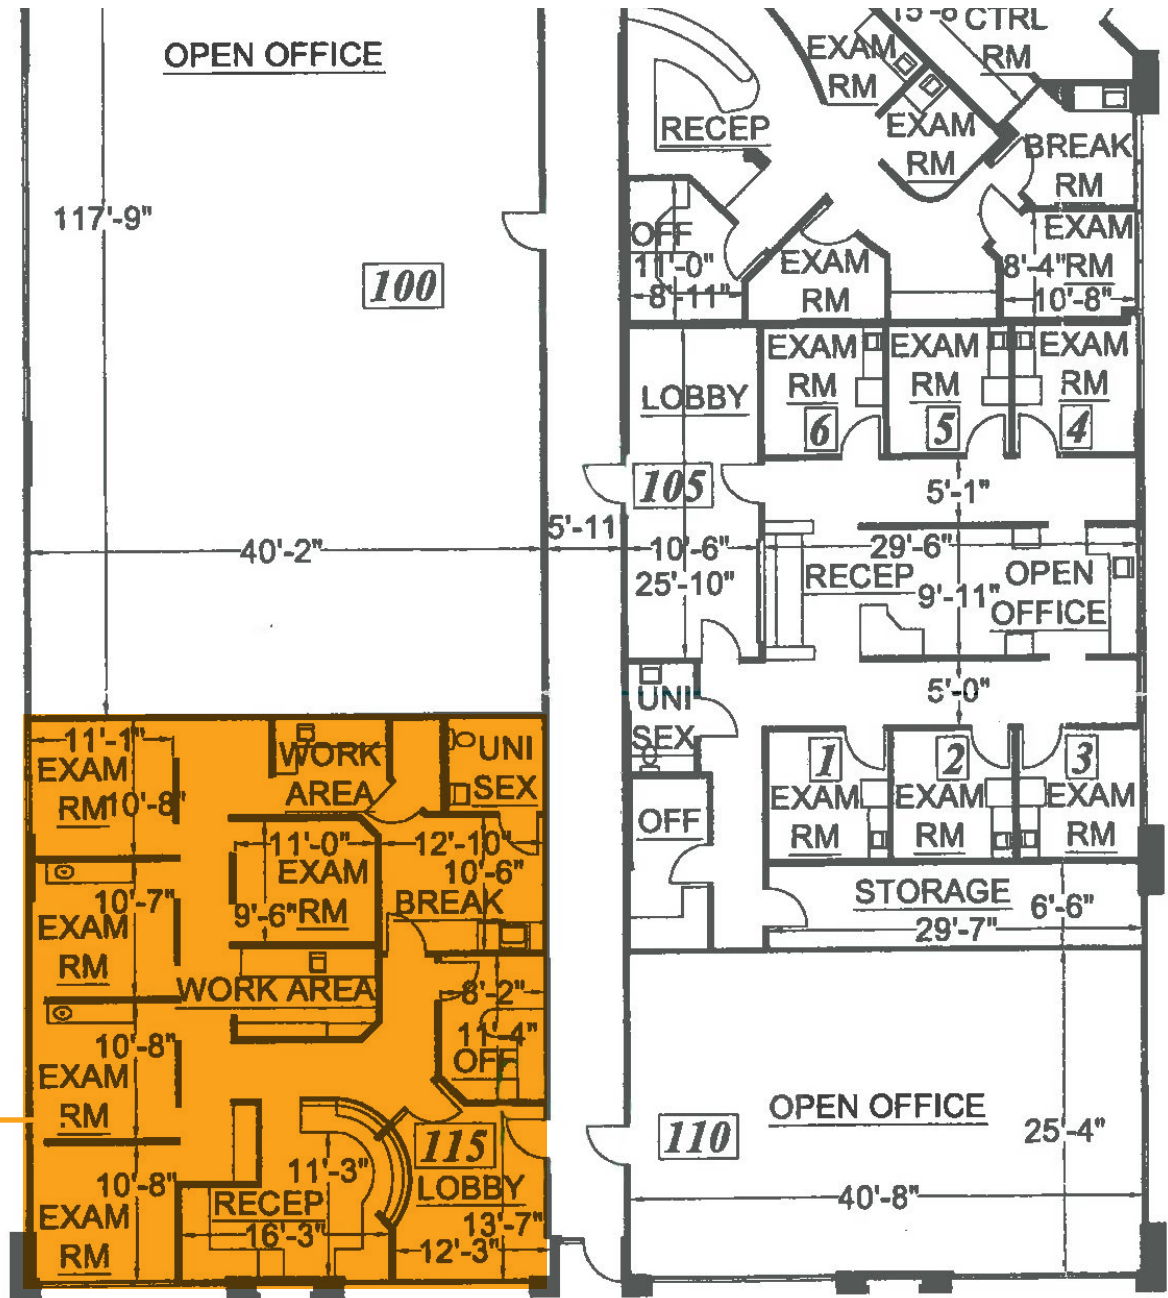 OPEN OFFICE
117'-9"
100
40'-2"
5'-11
15'-8
CTRL
RM
EXAM
RM
RECEP
EXAM
RM
BREAK
RM
OFF
11'-0"
8'-11"
EXAM
RM
EXAM
8'-4" RM
10'-8"
LOBBY
105
10'-6"
25'-10"
EXAM
RM
6
EXAM
RM
5
EXAM
RM
4
5'-1"
29'-6"
RECEP
9'-11"
OPEN
OFFICE
5'-0"
UNI
SEX
OFF
1
EXAM
RM
2
EXAM
RM
3
EXAM
RM
STORAGE
6'-6"
29'-7"
OPEN OFFICE
110
25'-4"
40'-8"
11'-1"
EXAM
RM 10'-8"
WORK
AREA
UNI
SEX
11'-0"
EXAM
9'-6" RM
12'-10"
10'-6"
BREAK
10'-7"
EXAM
RM
WORK AREA
8'-2"
11'-4"
OFF
10'-8"
EXAM
RM
115
LOBBY
13'-7"
12'-3"
11'-3"
RECEP
16'-3"
10'-8"
EXAM
RM